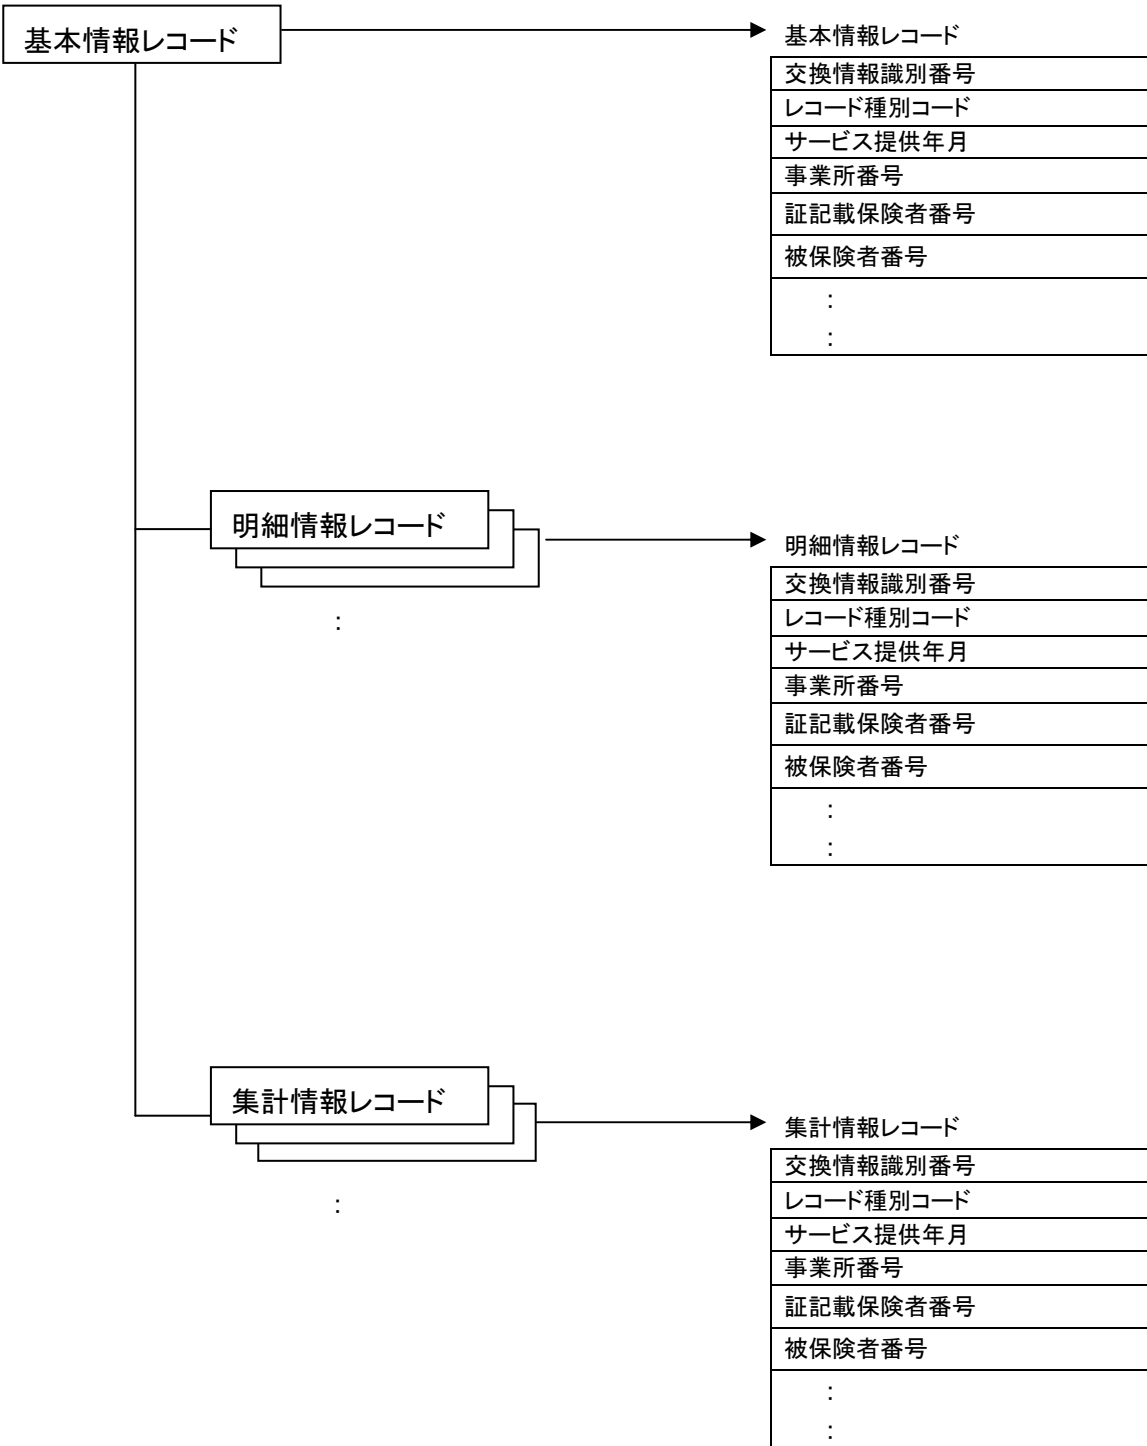 基本情報レコード
基本情報レコード
交換情報識別番号
レコード種別コード
サービス提供年月
事業所番号
証記載保険者番号
被保険者番号
:
:
明細情報レコード
:
明細情報レコード
交換情報識別番号
レコード種別コード
サービス提供年月
事業所番号
証記載保険者番号
被保険者番号
:
:
集計情報レコード
:
集計情報レコード
交換情報識別番号
レコード種別コード
サービス提供年月
事業所番号
証記載保険者番号
被保険者番号
:
: